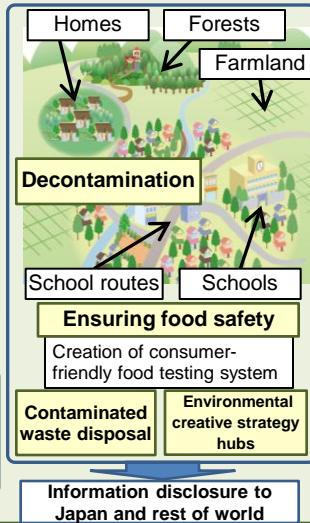 Homes
Forests
Farmland
Decontamination
School routes
Schools
Ensuring food safety
Creation of consumer-
friendly food testing system
Contaminated
waste disposal
Environmental
creative strategy
hubs
Information disclosure to
Japan and rest of world